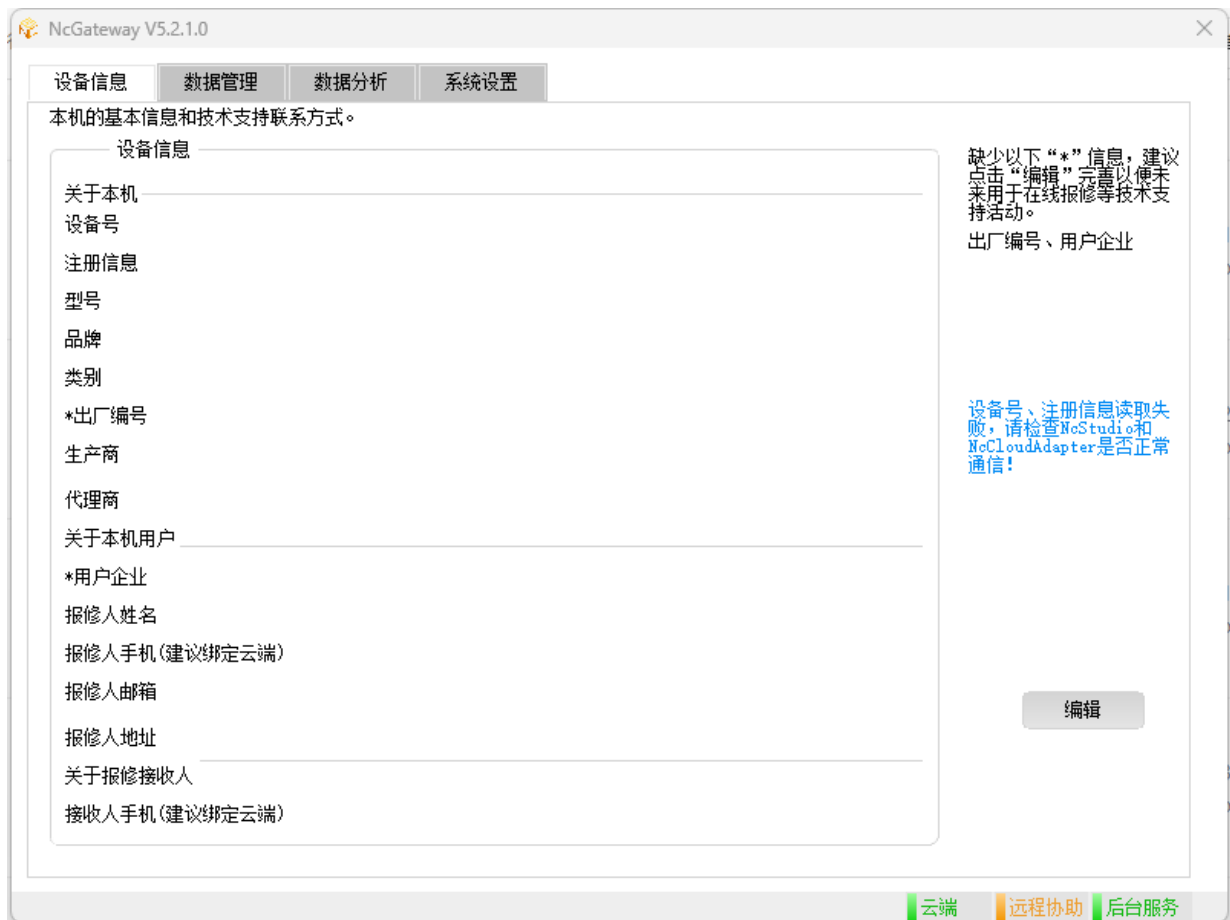 NcGateway V5.2.1.0
设备信息 数据管理 数据分析 系统设置
本机的基本信息和技术支持联系方式。
设备信息
关于本机
设备号
注册信息
型号
品牌
类别
*出厂编号
生产商
代理商
关于本机用户
*用户企业
报修人姓名
报修人手机(建议绑定云端)
报修人邮箱
报修人地址
关于报修接收人
接收人手机(建议绑定云端)
缺少以下“*”信息，建议
点击“编辑”完善以便未
来用于在线报修等技术支
持活动。
出厂编号、用户企业
设备号、注册信息读取失
败，请检查NcStudio和
NcCloudAdapter是否正常
通信！
编辑
云端 远程协助 后台服务